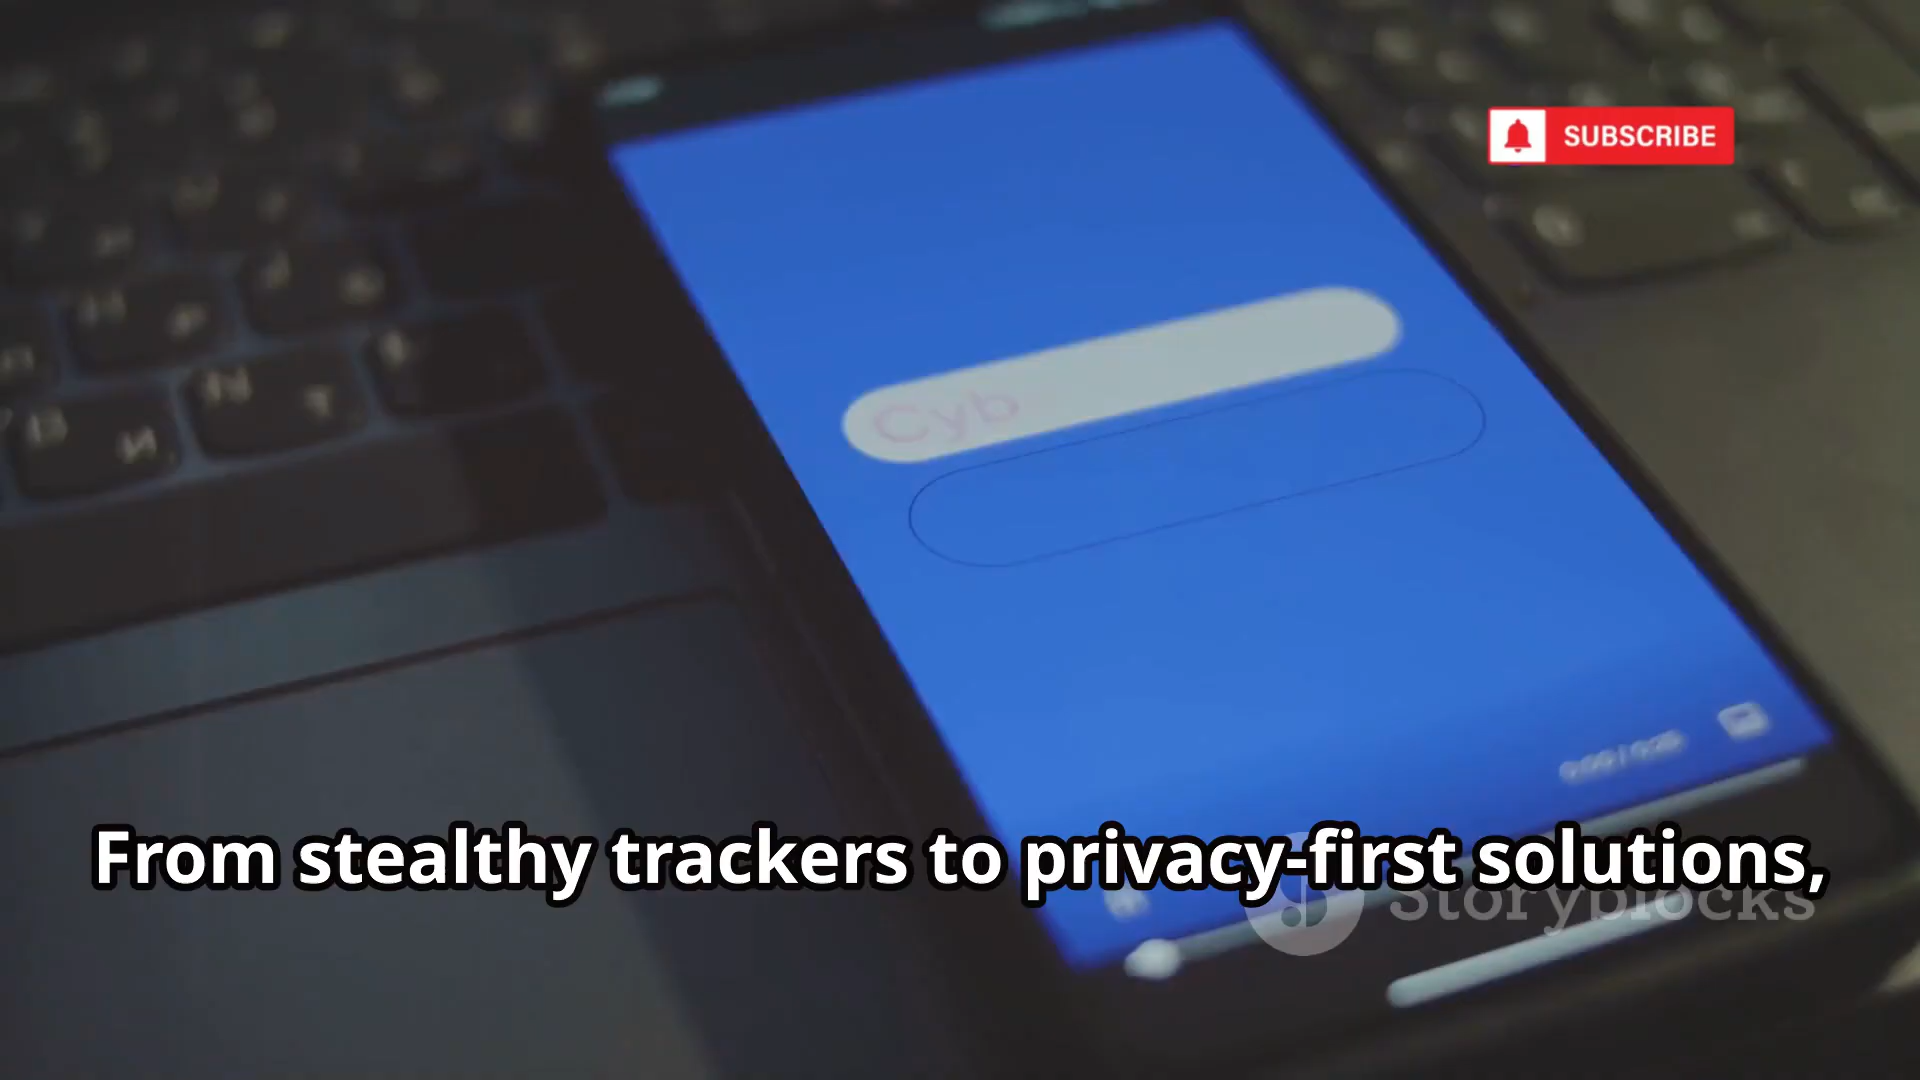 SUBSCRIBE
Cyb
From stealthy trackers to privacy-first solutions,
Storyblocks